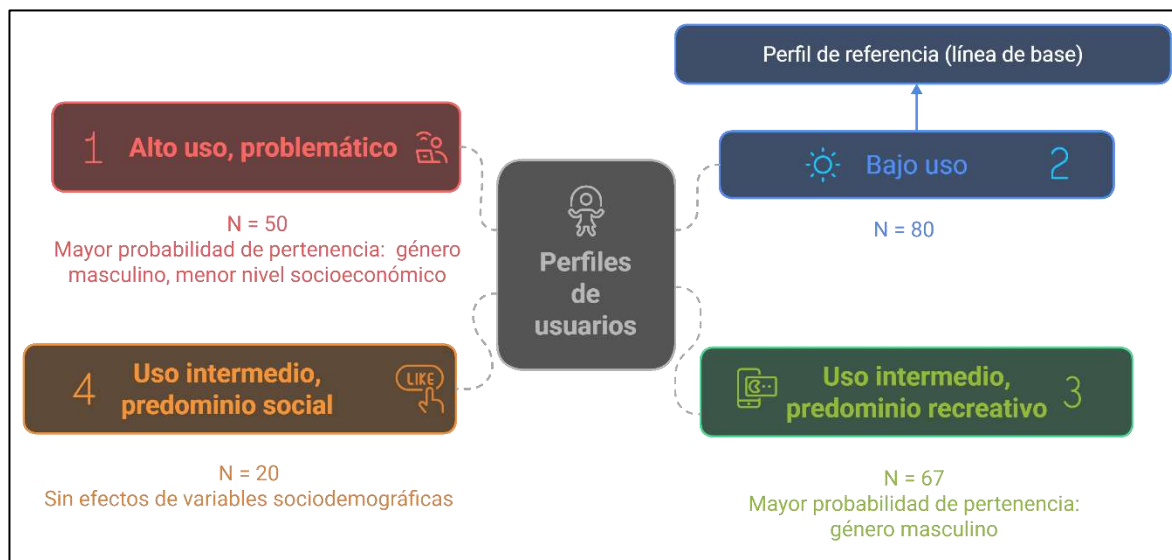 Perfil de referencia (línea de base)
1 Alto uso, problemático
N = 50
Mayor probabilidad de pertenencia: género
masculino, menor nivel socioeconómico
Perfiles
de
usuarios
Bajo uso 2
N = 80
4 Uso intermedio,
predominio social
LIKE
N = 20
Sin efectos de variables sociodemográficas
Uso intermedio,
predominio recreativo 3
N = 67
Mayor probabilidad de pertenencia:
género masculino